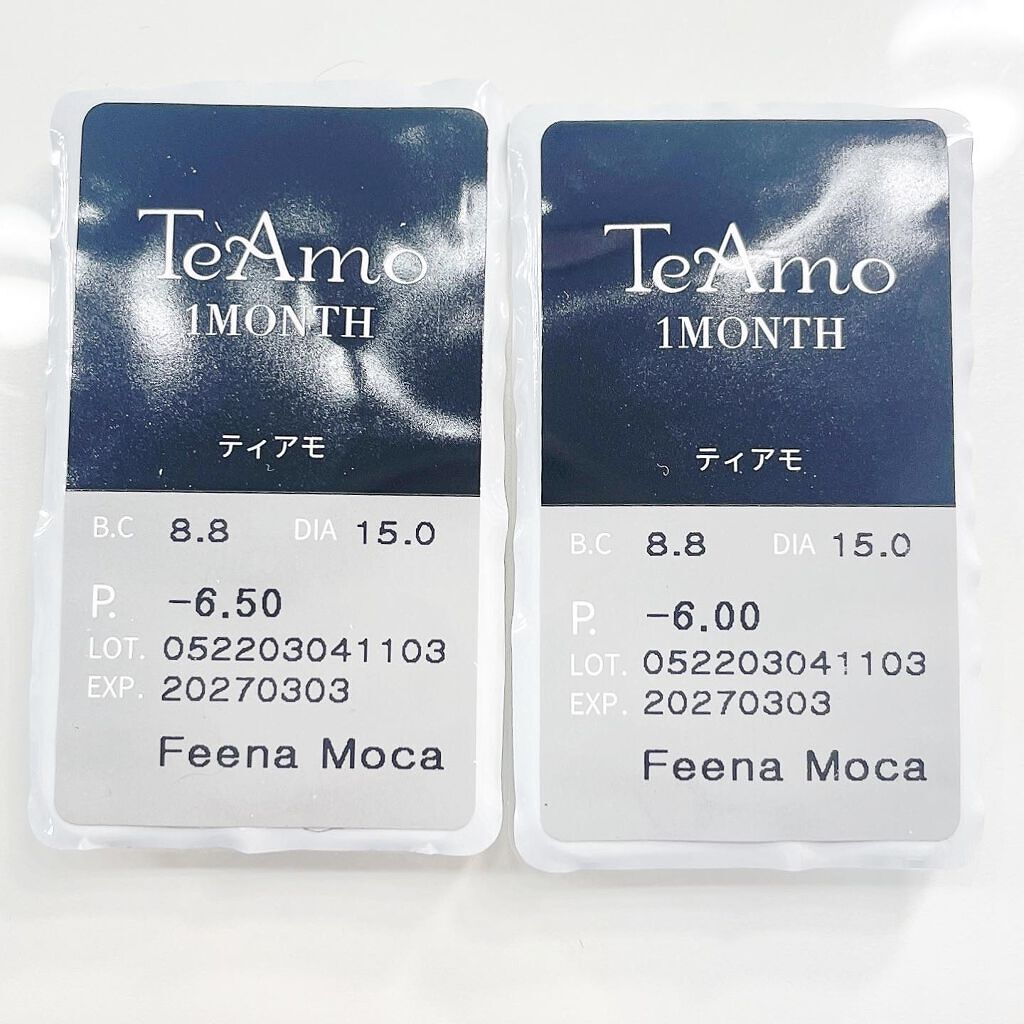 TeAmo
1MONTH
ティアモ
B.C 8.8 DIA 15.0
P. -6.50
LOT. 052203041103
EXP. 20270303
Feena Moca
TeAmo
1MONTH
ティアモ
B.C 8.8 DIA 15.0
P. -6.00
LOT. 052203041103
EXP. 20270303
Feena Moca